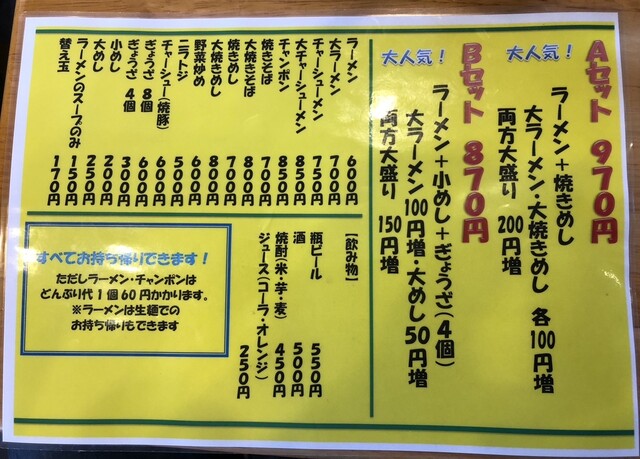 Aセット 970円
大人気!
ラーメン+焼きめし
大ラーメン・大焼きめし 各100円増
両方大盛り 200円増
Bセット 870円
大人気!
ラーメン+小めし+ぎょうざ(4個)
大ラーメン100円増・大めし50円増
両方大盛り 150円増
ラーメン 600円
大ラーメン 700円
チャーシューメン 750円
大チャーシューメン 850円
チャンポン 850円
焼きそば 700円
大焼きそば 800円
焼きめし 700円
大焼きめし 800円
野菜炒め 600円
ニラトジ 500円
チャーシュー(焼豚) 600円
ぎょうざ 8個 600円
ぎょうざ 4個 300円
小めし 200円
大めし 250円
ラーメンのスープのみ 150円
替え玉 170円
【飲み物】
瓶ビール 550円
酒 500円
焼酎(米・芋・麦) 450円
ジュース(コーラ・オレンジ) 250円
すべてお持ち帰りできます!
ただしラーメン・チャンポンは
どんぶり代1個60円かかります。
※ラーメンは生麺での
お持ち帰りもできます